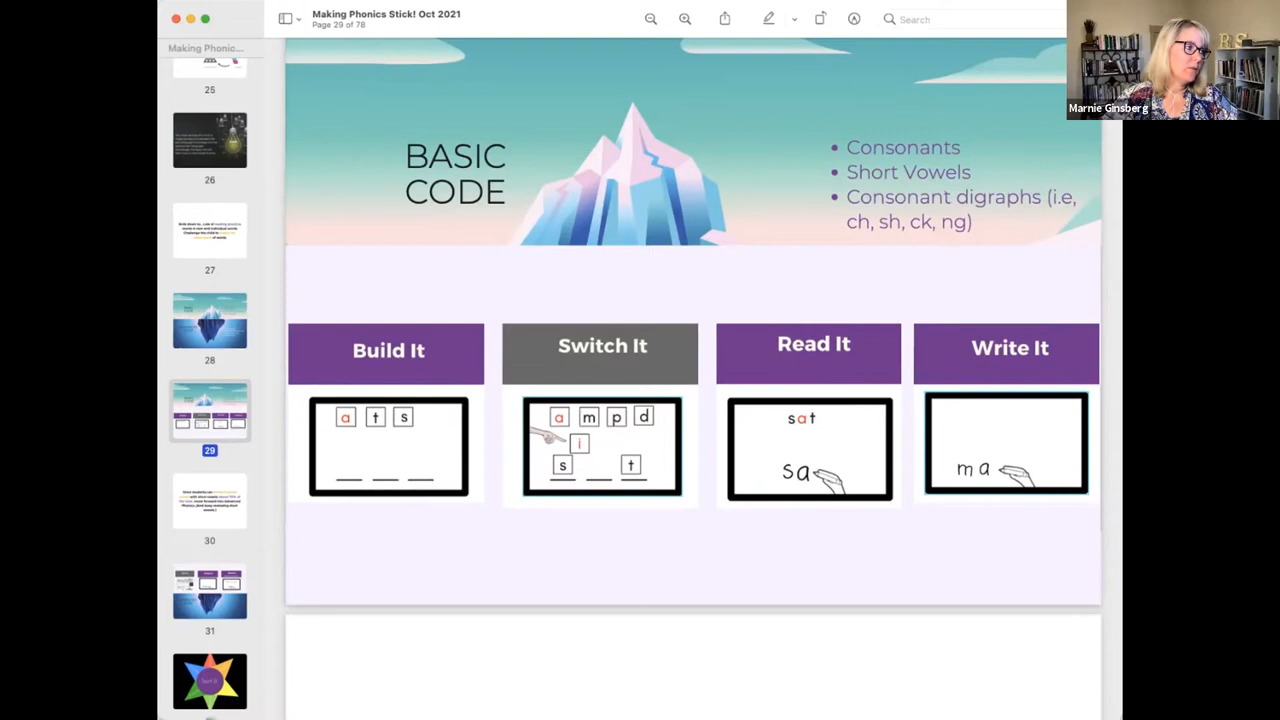 Making Phonics Stick! Oct 2021
Page 29 of 78
Search
Making Phonic...
25
26
27
28
29
30
31
BASIC
CODE
• Consonants
• Short Vowels
• Consonant digraphs (i.e,
ch, sh, ck, ng)
Build It
Switch It
Read It
Write It
a t s
a m p d
i
s t
sat
sa
ma
Marnie Ginsberg
RS